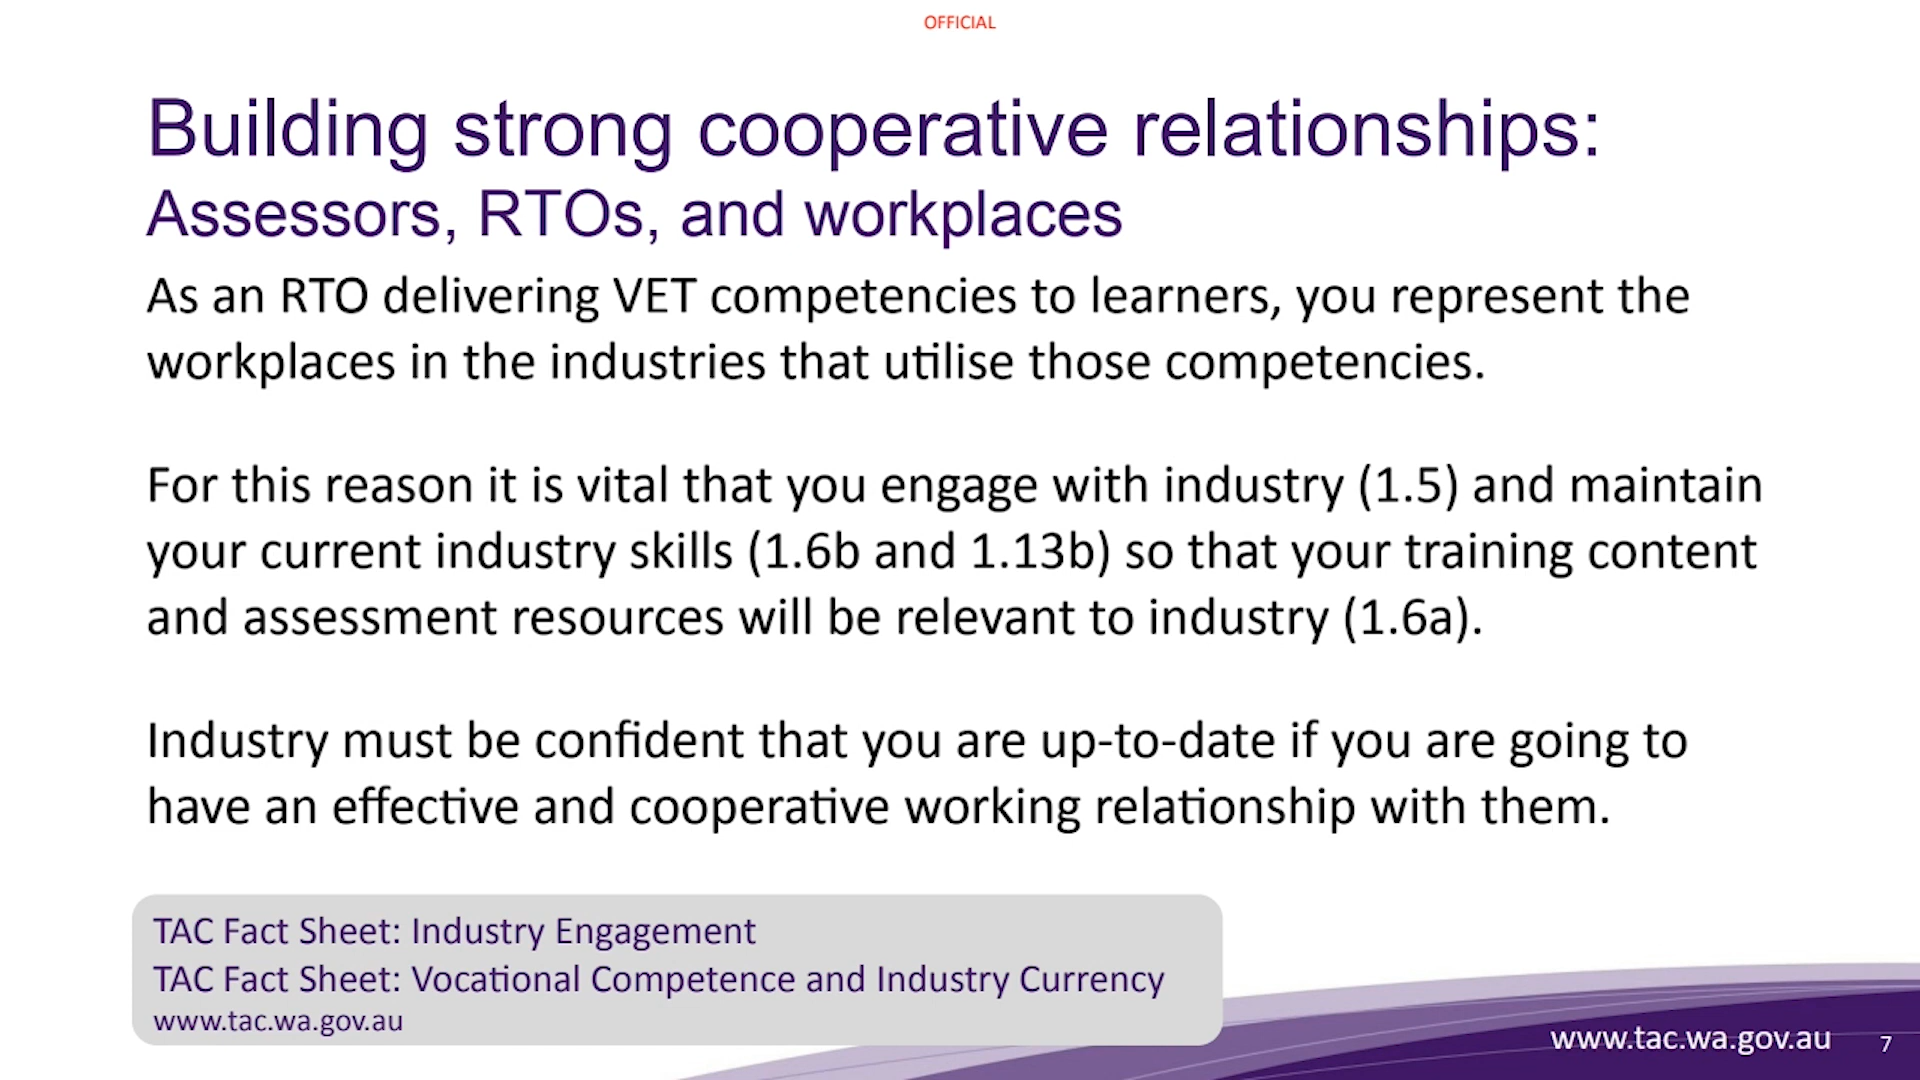 OFFICIAL
Building strong cooperative relationships:
Assessors, RTOs, and workplaces
As an RTO delivering VET competencies to learners, you represent the
workplaces in the industries that utilise those competencies.
For this reason it is vital that you engage with industry (1.5) and maintain
your current industry skills (1.6b and 1.13b) so that your training content
and assessment resources will be relevant to industry (1.6a).
Industry must be confident that you are up-to-date if you are going to
have an effective and cooperative working relationship with them.
TAC Fact Sheet: Industry Engagement
TAC Fact Sheet: Vocational Competence and Industry Currency
www.tac.wa.gov.au
www.tac.wa.gov.au 7